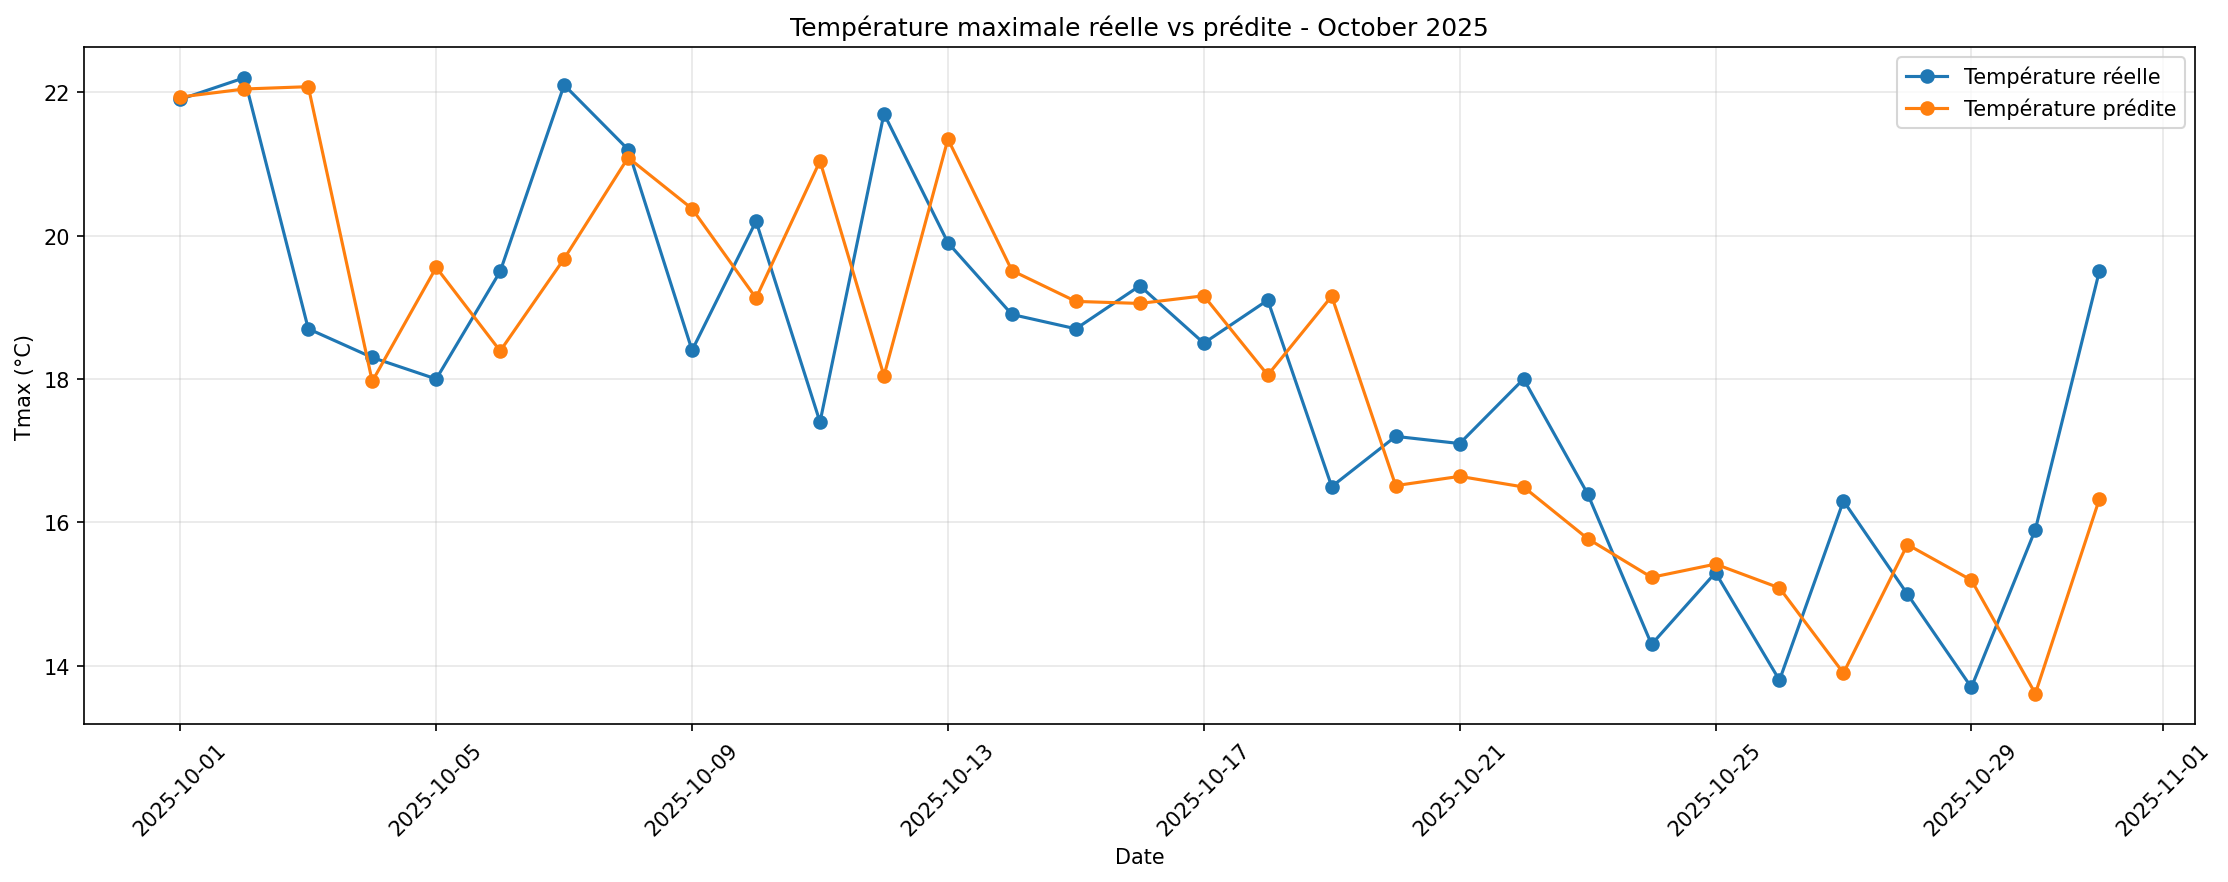 Température maximale réelle vs prédite - October 2025
Température réelle
Température prédite
Tmax (°C)
22
20
18
16
14
2025-10-01
2025-10-05
2025-10-09
2025-10-13
2025-10-17
2025-10-21
2025-10-25
2025-10-29
2025-11-01
Date